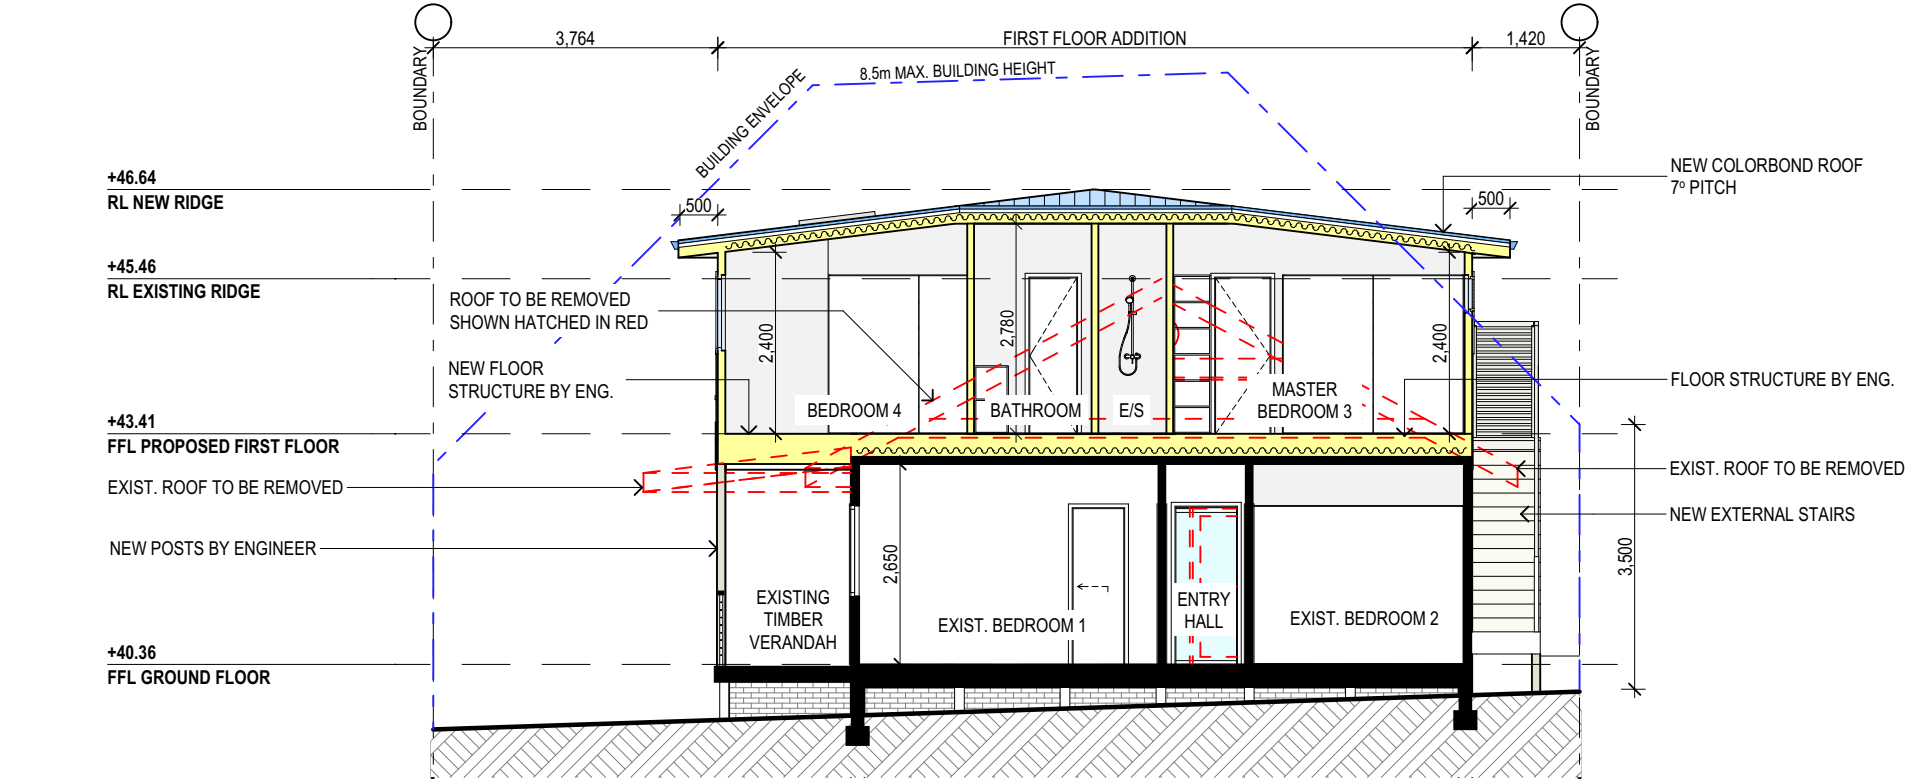 3,764
FIRST FLOOR ADDITION
1,420
BOUNDARY
BUILDING ENVELOPE
8.5m MAX. BUILDING HEIGHT
BOUNDARY
+46.64
RL NEW RIDGE
500
500
NEW COLORBOND ROOF
7º PITCH
+45.46
RL EXISTING RIDGE
ROOF TO BE REMOVED
SHOWN HATCHED IN RED
2,400
2,780
2,400
NEW FLOOR
STRUCTURE BY ENG.
BEDROOM 4
BATHROOM
E/S
MASTER
BEDROOM 3
FLOOR STRUCTURE BY ENG.
+43.41
FFL PROPOSED FIRST FLOOR
EXIST. ROOF TO BE REMOVED
EXIST. ROOF TO BE REMOVED
NEW EXTERNAL STAIRS
NEW POSTS BY ENGINEER
2,650
3,500
EXISTING
TIMBER
VERANDAH
EXIST. BEDROOM 1
ENTRY
HALL
EXIST. BEDROOM 2
+40.36
FFL GROUND FLOOR